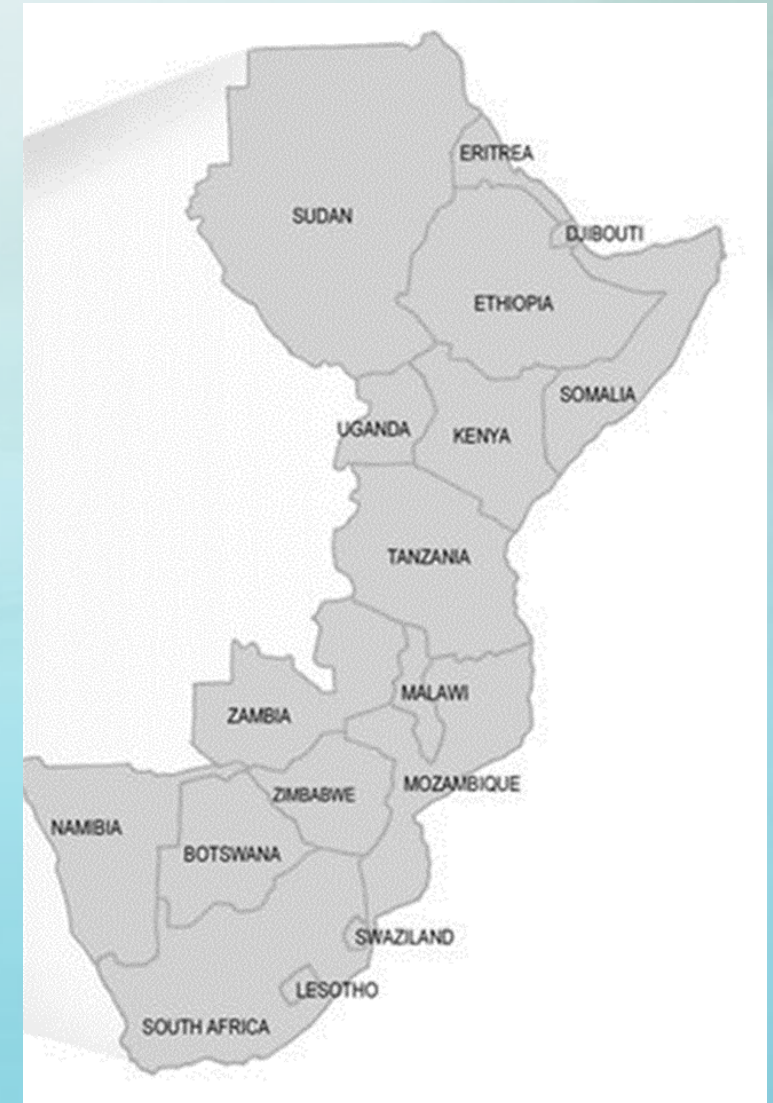 ERITREA
SUDAN
DJIBOUTI
ETHIOPIA
SOMALIA
UGANDA
KENYA
TANZANIA
MALAWI
ZAMBIA
MOZAMBIQUE
ZIMBABWE
NAMIBIA
BOTSWANA
SWAZILAND
LESOTHO
SOUTH AFRICA